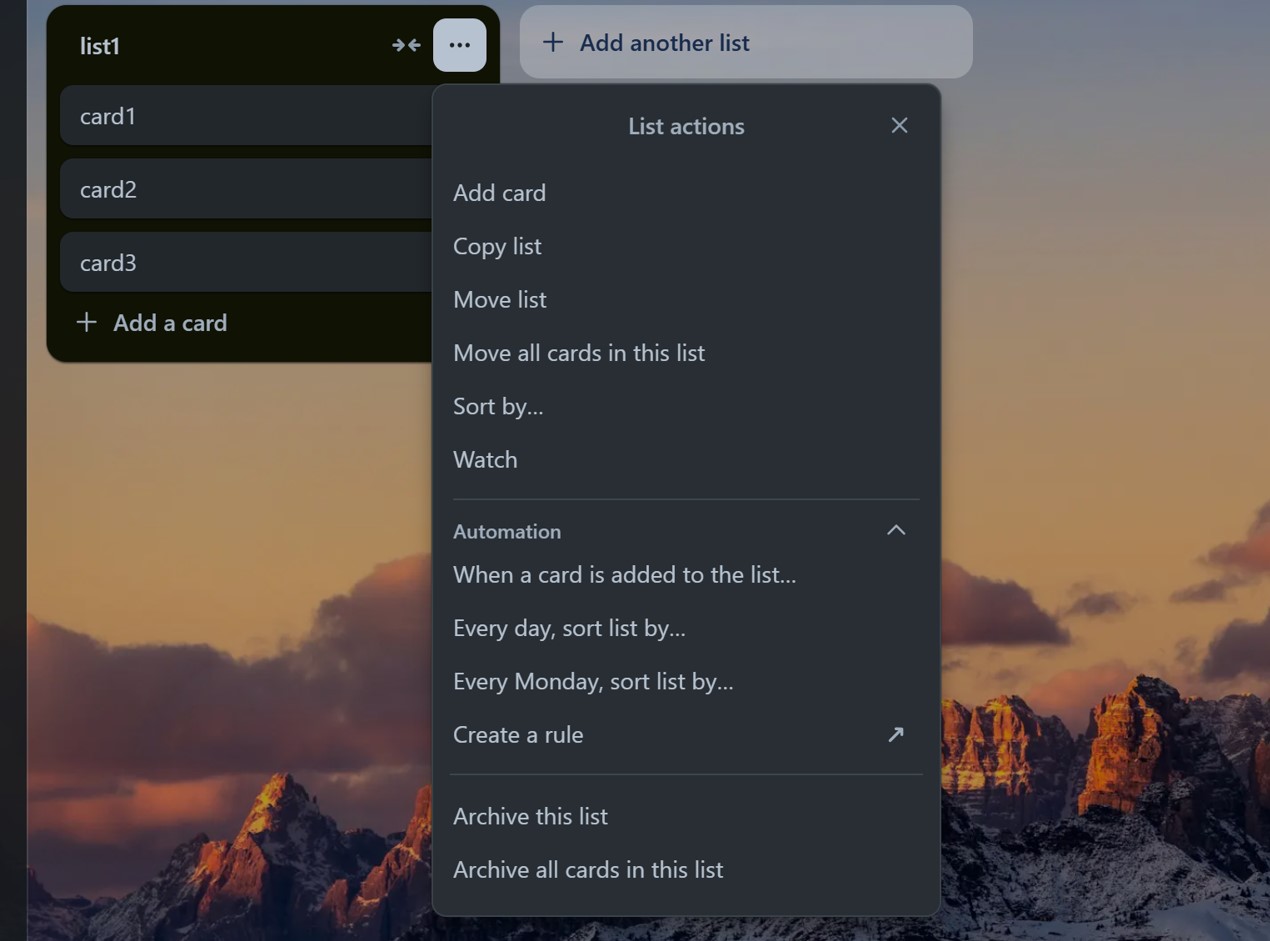 list1
Add another list
card1
card2
card3
Add a card
List actions
Add card
Copy list
Move list
Move all cards in this list
Sort by...
Watch
Automation
When a card is added to the list...
Every day, sort list by...
Every Monday, sort list by...
Create a rule
Archive this list
Archive all cards in this list